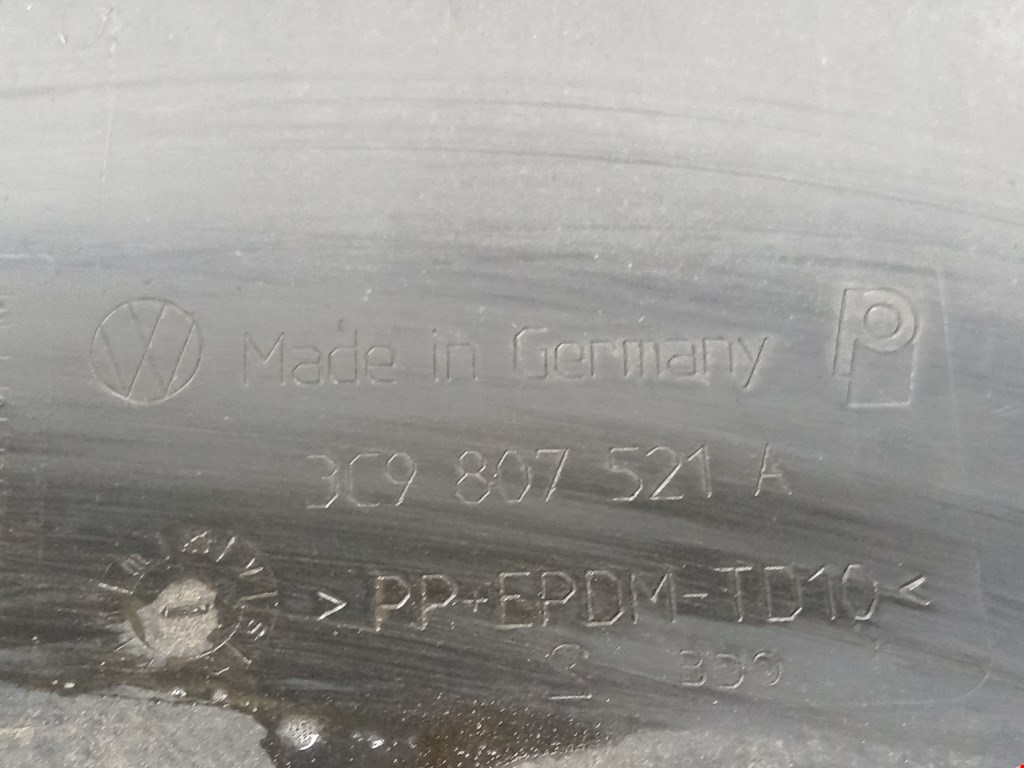 Made in Germany
3C9 807 521 A
>PP+EPDM-TD10<